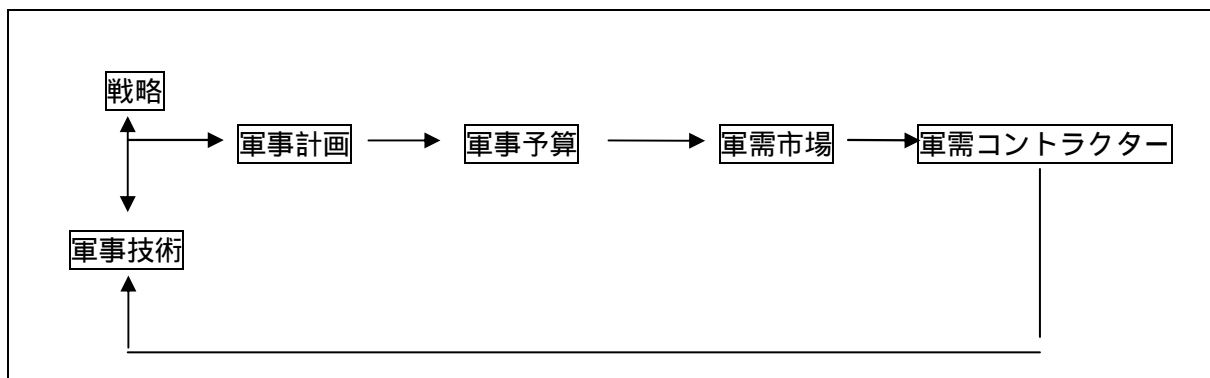 戦略
軍事計画
軍事予算
軍需市場
軍需コントラクター
軍事技術